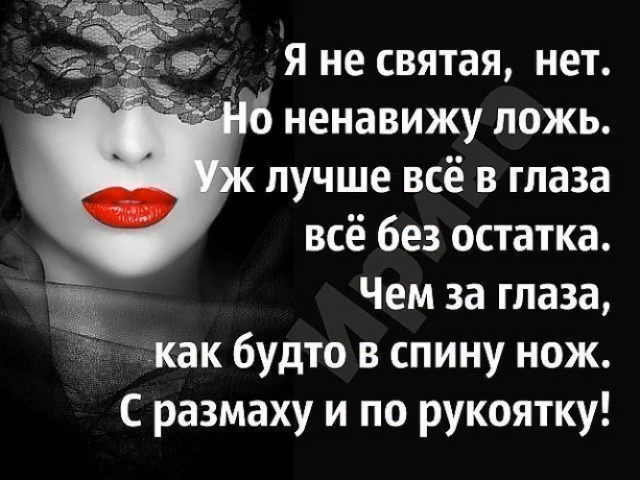 Я не святая, нет.
Но ненавижу ложь.
Уж лучше всё в глаза
всё без остатка.
Чем за глаза,
как будто в спину нож.
С размаху и по рукоятку!
Ирина